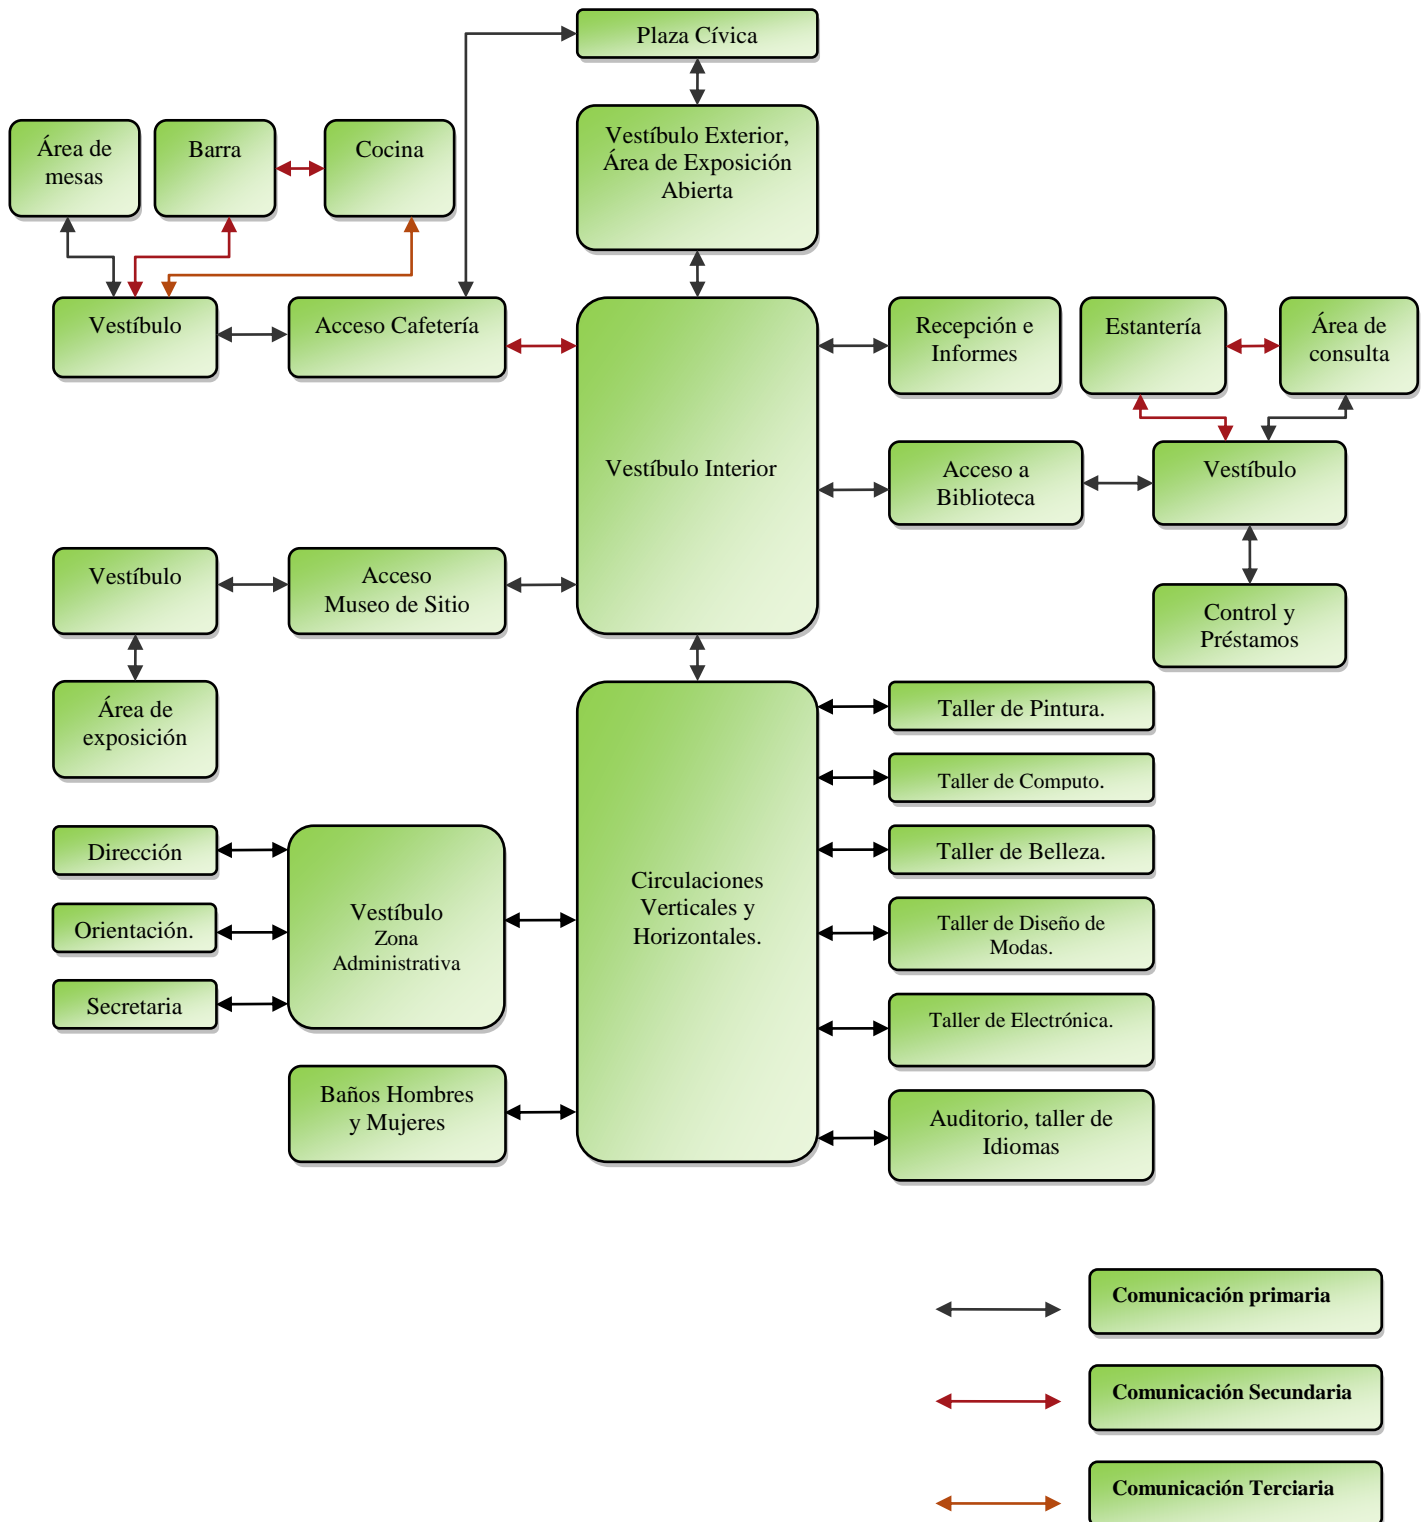 Plaza Cívica
Área de
mesas
Barra
Cocina
Vestíbulo Exterior,
Área de Exposición
Abierta
Vestíbulo
Acceso Cafetería
Recepción e
Informes
Estantería
Área de
consulta
Vestíbulo Interior
Acceso a
Biblioteca
Vestíbulo
Vestíbulo
Acceso
Museo de Sitio
Control y
Préstamos
Área de
exposición
Taller de Pintura.
Taller de Computo.
Dirección
Taller de Belleza.
Circulaciones
Verticales y
Horizontales.
Orientación.
Vestíbulo
Zona
Administrativa
Taller de Diseño de
Modas.
Secretaria
Taller de Electrónica.
Baños Hombres
y Mujeres
Auditorio, taller de
Idiomas
Comunicación primaria
Comunicación Secundaria
Comunicación Terciaria